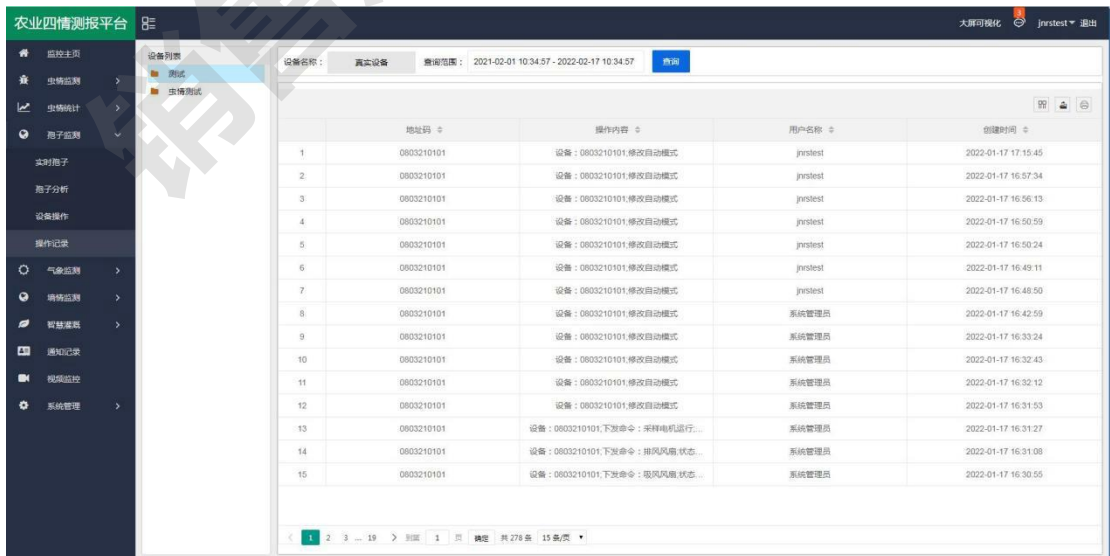 农业四情测报平台
大屏可视化 3 jnrstest 退出
监控主页
虫情监测
虫情统计
孢子监测
实时孢子
孢子分析
设备操作
操作记录
气象监测
墒情监测
智慧灌溉
通知记录
视频监控
系统管理
设备列表
测试
虫情测试
设备名称： 真实设备 查询范围： 2021-02-01 10:34:57 - 2022-02-17 10:34:57 查询
地址码 操作内容 用户名称 创建时间
1 0803210101 设备：0803210101;修改自动模式 jnrstest 2022-01-17 17:15:45
2 0803210101 设备：0803210101;修改自动模式 jnrstest 2022-01-17 16:57:34
3 0803210101 设备：0803210101;修改自动模式 jnrstest 2022-01-17 16:56:13
4 0803210101 设备：0803210101;修改自动模式 jnrstest 2022-01-17 16:50:59
5 0803210101 设备：0803210101;修改自动模式 jnrstest 2022-01-17 16:50:24
6 0803210101 设备：0803210101;修改自动模式 jnrstest 2022-01-17 16:49:11
7 0803210101 设备：0803210101;修改自动模式 jnrstest 2022-01-17 16:48:50
8 0803210101 设备：0803210101;修改自动模式 系统管理员 2022-01-17 16:42:59
9 0803210101 设备：0803210101;修改自动模式 系统管理员 2022-01-17 16:33:24
10 0803210101 设备：0803210101;修改自动模式 系统管理员 2022-01-17 16:32:43
11 0803210101 设备：0803210101;修改自动模式 系统管理员 2022-01-17 16:32:12
12 0803210101 设备：0803210101;修改自动模式 系统管理员 2022-01-17 16:31:53
13 0803210101 设备：0803210101;下发命令：采样电机运行;... 系统管理员 2022-01-17 16:31:27
14 0803210101 设备：0803210101;下发命令：排风风扇;状态... 系统管理员 2022-01-17 16:31:08
15 0803210101 设备：0803210101;下发命令：吸风风扇;状态... 系统管理员 2022-01-17 16:30:55
1 2 3 ... 19 到第 1 页 确定 共 278 条 15 条/页
销售